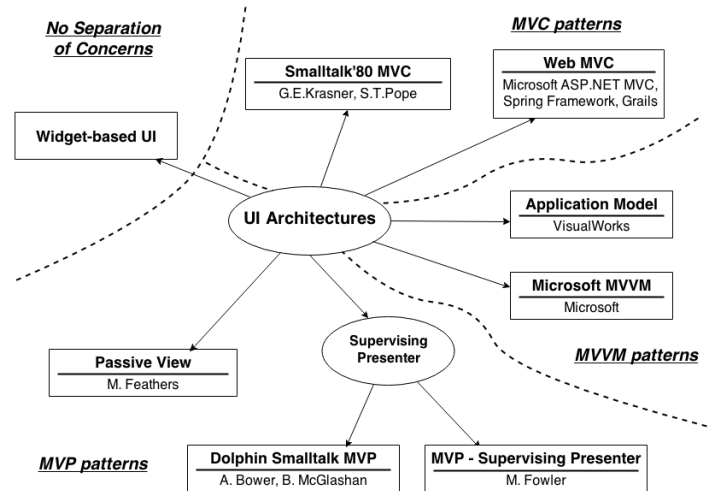 No Separation
of Concerns
MVC patterns
Smalltalk'80 MVC
G.E.Krasner, S.T.Pope
Web MVC
Microsoft ASP.NET MVC,
Spring Framework, Grails
Widget-based UI
UI Architectures
Application Model
VisualWorks
Microsoft MVVM
Microsoft
Supervising
Presenter
MVVM patterns
Passive View
M. Feathers
MVP patterns
Dolphin Smalltalk MVP
A. Bower, B. McGlashan
MVP - Supervising Presenter
M. Fowler